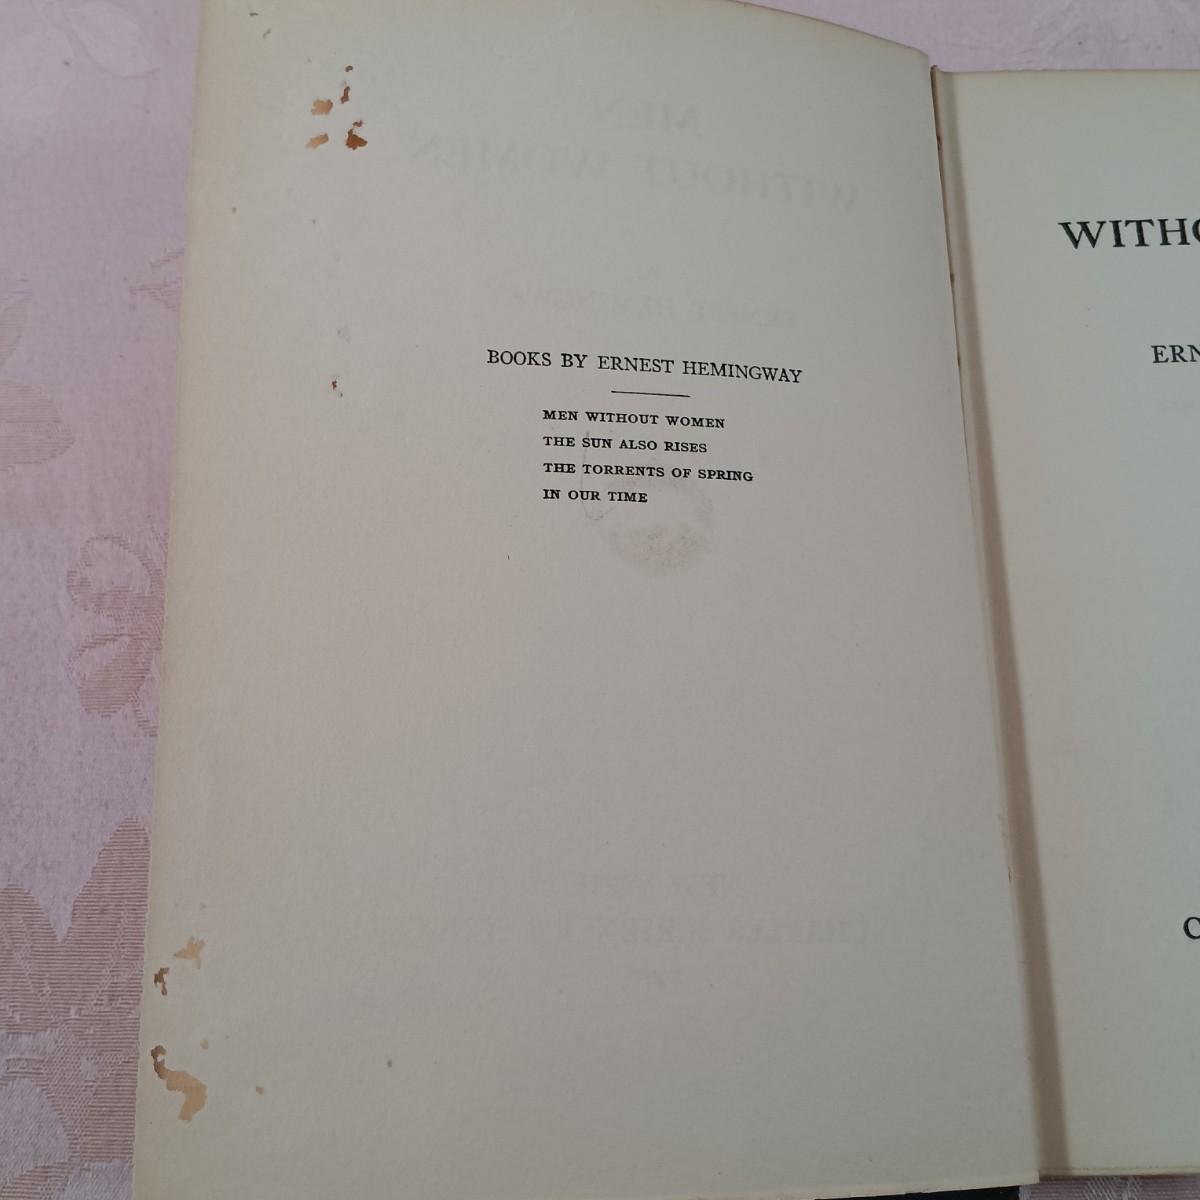 BOOKS BY ERNEST HEMINGWAY
MEN WITHOUT WOMEN
THE SUN ALSO RISES
THE TORRENTS OF SPRING
IN OUR TIME
WITHO
ERN
C